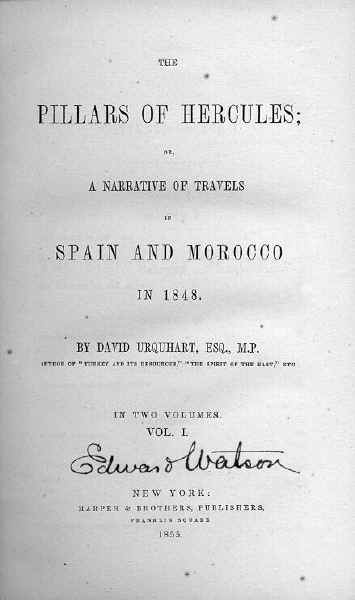 THE
PILLARS OF HERCULES;
OR,
A NARRATIVE OF TRAVELS
IN
SPAIN AND MOROCCO
IN 1848.
BY DAVID URQUHART, ESQ., M.P.
AUTHOR OF "TURKEY AND ITS RESOURCES," "THE SPIRIT OF THE EAST," ETC
IN TWO VOLUMES.
VOL. I.
Edward Watson
NEW YORK:
HARPER & BROTHERS, PUBLISHERS,
FRANKLIN SQUARE
1855.